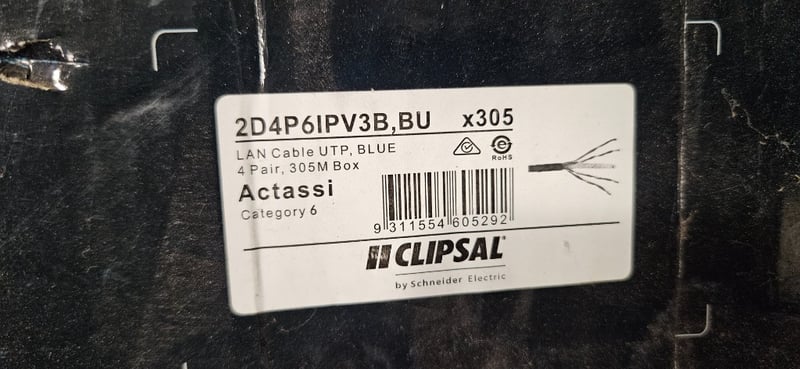 2D4P6IPV3B,BU x305
LAN Cable UTP, BLUE
4 Pair, 305M Box
RoHS
Actassi
Category 6
9 311554 605292
CLIPSAL
by Schneider Electric